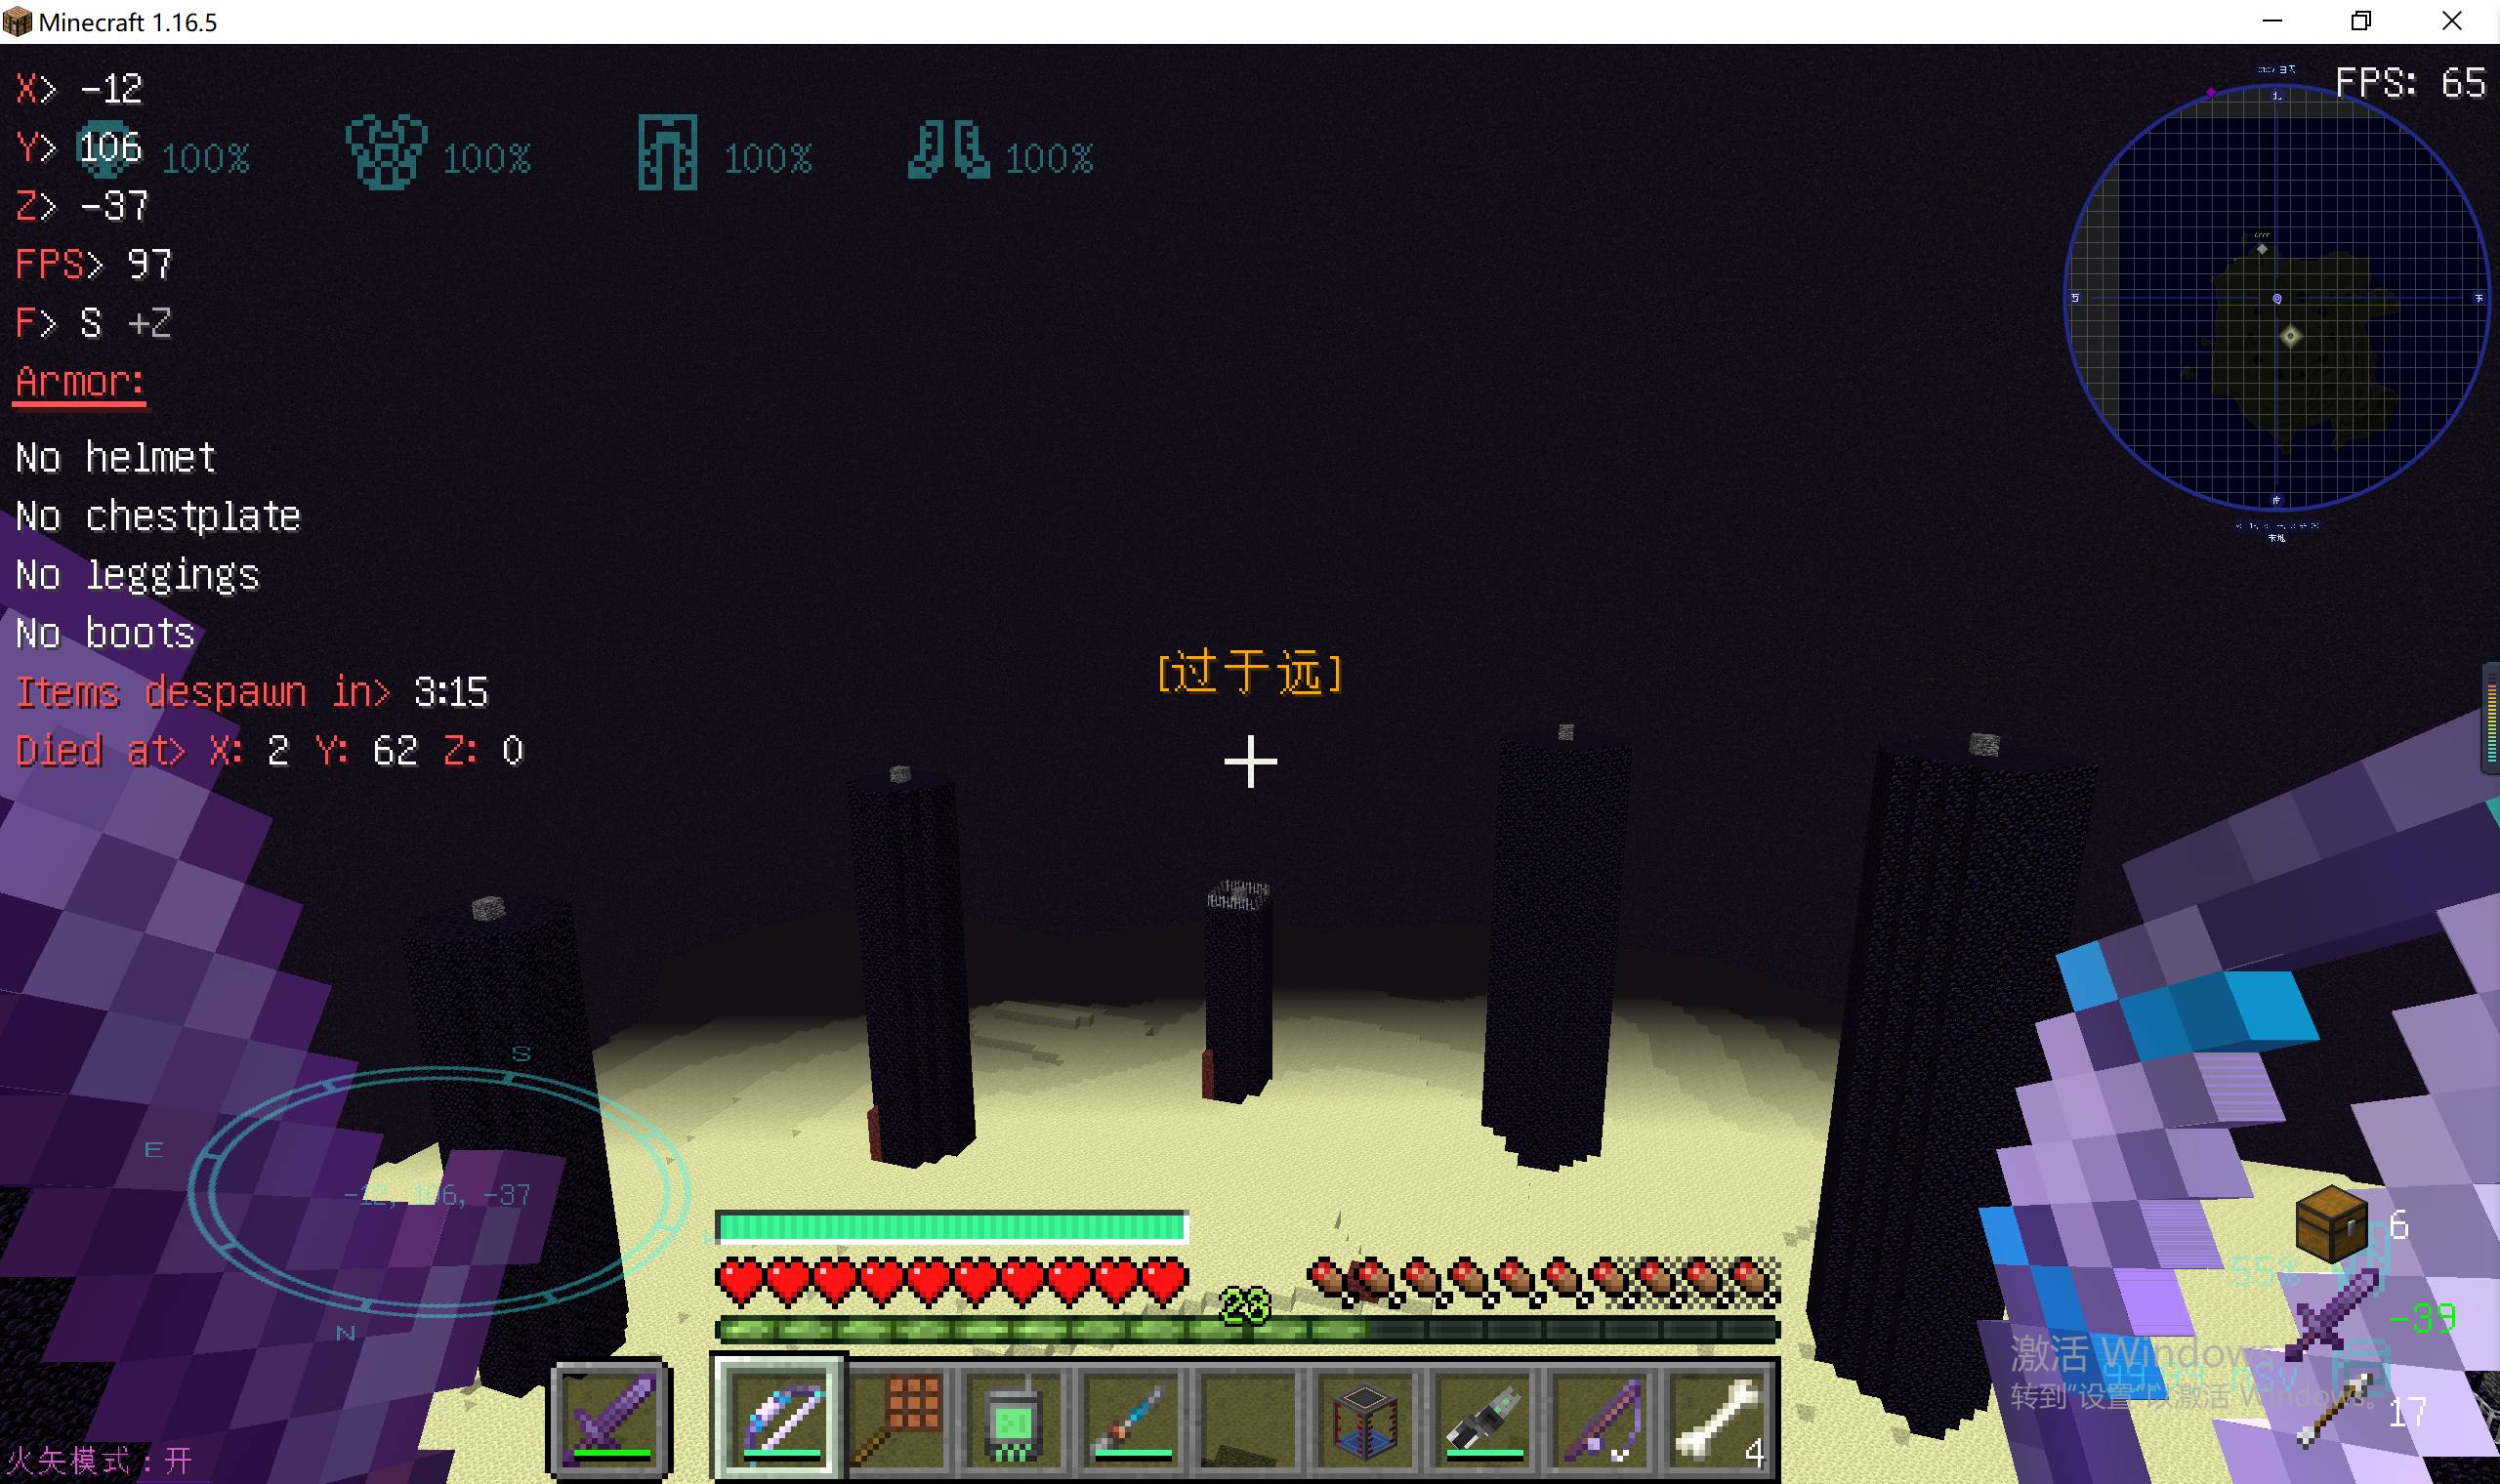 Minecraft 1.16.5
X> -12
FPS: 65
Y> 106
100% 100% 100% 100%
Z> -37
FPS> 97
F> S +Z
Armor:
No helmet
No chestplate
No leggings
No boots
[过于远]
Items despawn in> 3:15
Died at> X: 2 Y: 62 Z: 0
末地
S
E
-12, 106, -37
N
6
55%
28
-39
激活 Windows
转到“设置”以激活 Windows。
17
4
火矢模式：开